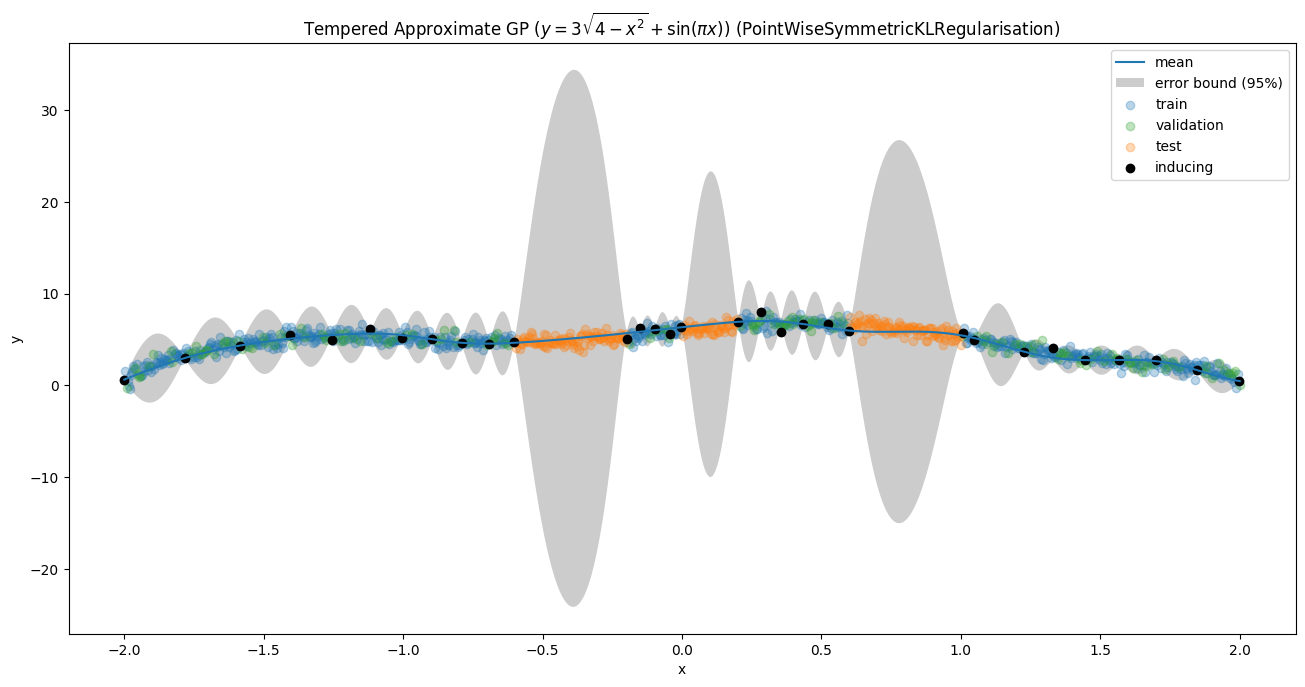 Tempered Approximate GP (y = 3√(4 − x²) + sin(πx)) (PointWiseSymmetricKLRegularisation)
mean
error bound (95%)
train
validation
test
inducing
y
30
20
10
0
−10
−20
−2.0 −1.5 −1.0 −0.5 0.0 0.5 1.0 1.5 2.0
x